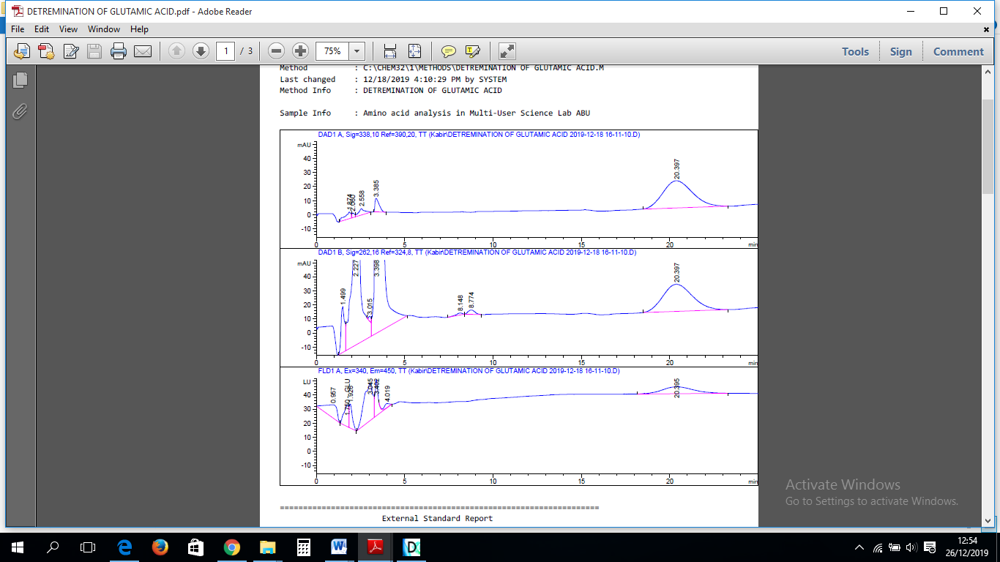 DETREMINATION OF GLUTAMIC ACID.pdf - Adobe Reader
File Edit View Window Help
1 / 3 75% Tools Sign Comment
Method : C:\CHEM32\1\METHODS\DETREMINATION OF GLUTAMIC ACID.M
Last changed : 12/18/2019 4:10:29 PM by SYSTEM
Method Info : DETREMINATION OF GLUTAMIC ACID
Sample Info : Amino acid analysis in Multi-User Science Lab ABU
DAD1 A, Sig=338,10 Ref=390,20, TT (Kabir\DETREMINATION OF GLUTAMIC ACID 2019-12-18 16-11-10.D)
mAU
40
30
20
10
0
-10
1.874
2.060
2.558
3.385
20.397
0 5 10 15 20 min
DAD1 B, Sig=262,16 Ref=324,8, TT (Kabir\DETREMINATION OF GLUTAMIC ACID 2019-12-18 16-11-10.D)
mAU
40
30
20
10
0
-10
1.499
2.227
3.015
3.398
8.148
8.774
20.397
0 5 10 15 20 min
FLD1 A, Ex=340, Em=450, TT (Kabir\DETREMINATION OF GLUTAMIC ACID 2019-12-18 16-11-10.D)
LU
40
30
20
10
0
-10
0.957
GLU
3.045
4.019
20.395
0 5 10 15 20 min
Activate Windows
Go to Settings to activate Windows.
=====================================================================
External Standard Report
12:54
26/12/2019